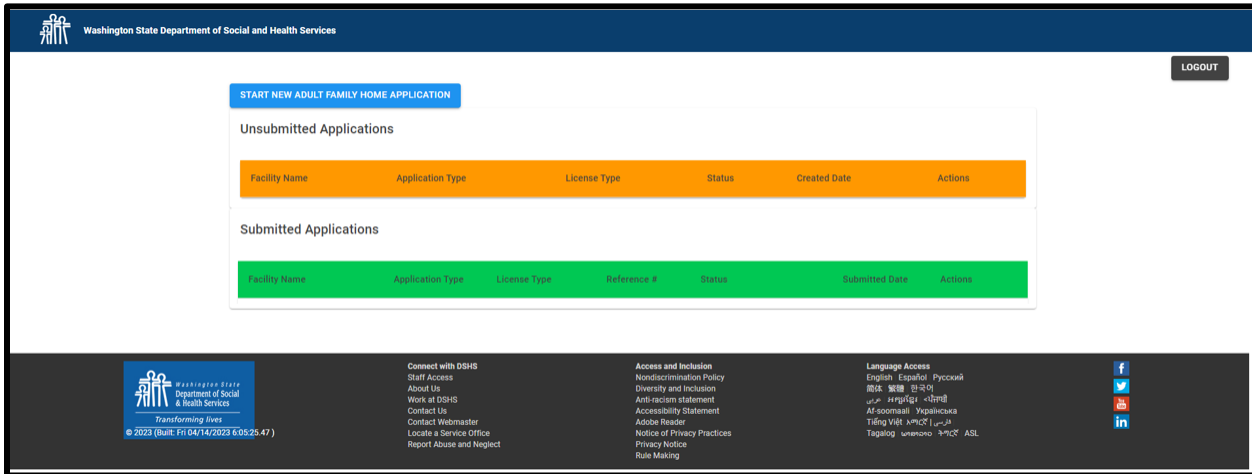 Washington State Department of Social and Health Services
LOGOUT
START NEW ADULT FAMILY HOME APPLICATION
Unsubmitted Applications
Facility Name Application Type License Type Status Created Date Actions
Submitted Applications
Facility Name Application Type License Type Reference # Status Submitted Date Actions
Washington State
Department of Social
& Health Services
Transforming lives
© 2023 (Built: Fri 04/14/2023 6:05:25.47 )
Connect with DSHS
Staff Access
About Us
Work at DSHS
Contact Us
Contact Webmaster
Locate a Service Office
Report Abuse and Neglect
Access and Inclusion
Nondiscrimination Policy
Diversity and Inclusion
Anti-racism statement
Accessibility Statement
Adobe Reader
Notice of Privacy Practices
Privacy Notice
Rule Making
Language Access
English Español Русский
简体 繁體 한국어
عربى ਪੰਜਾਬੀ
Af-soomaali Українська
Tiếng Việt አማርኛ | فارسی
Tagalog ትግርኛ ASL
f
You
Tube
in